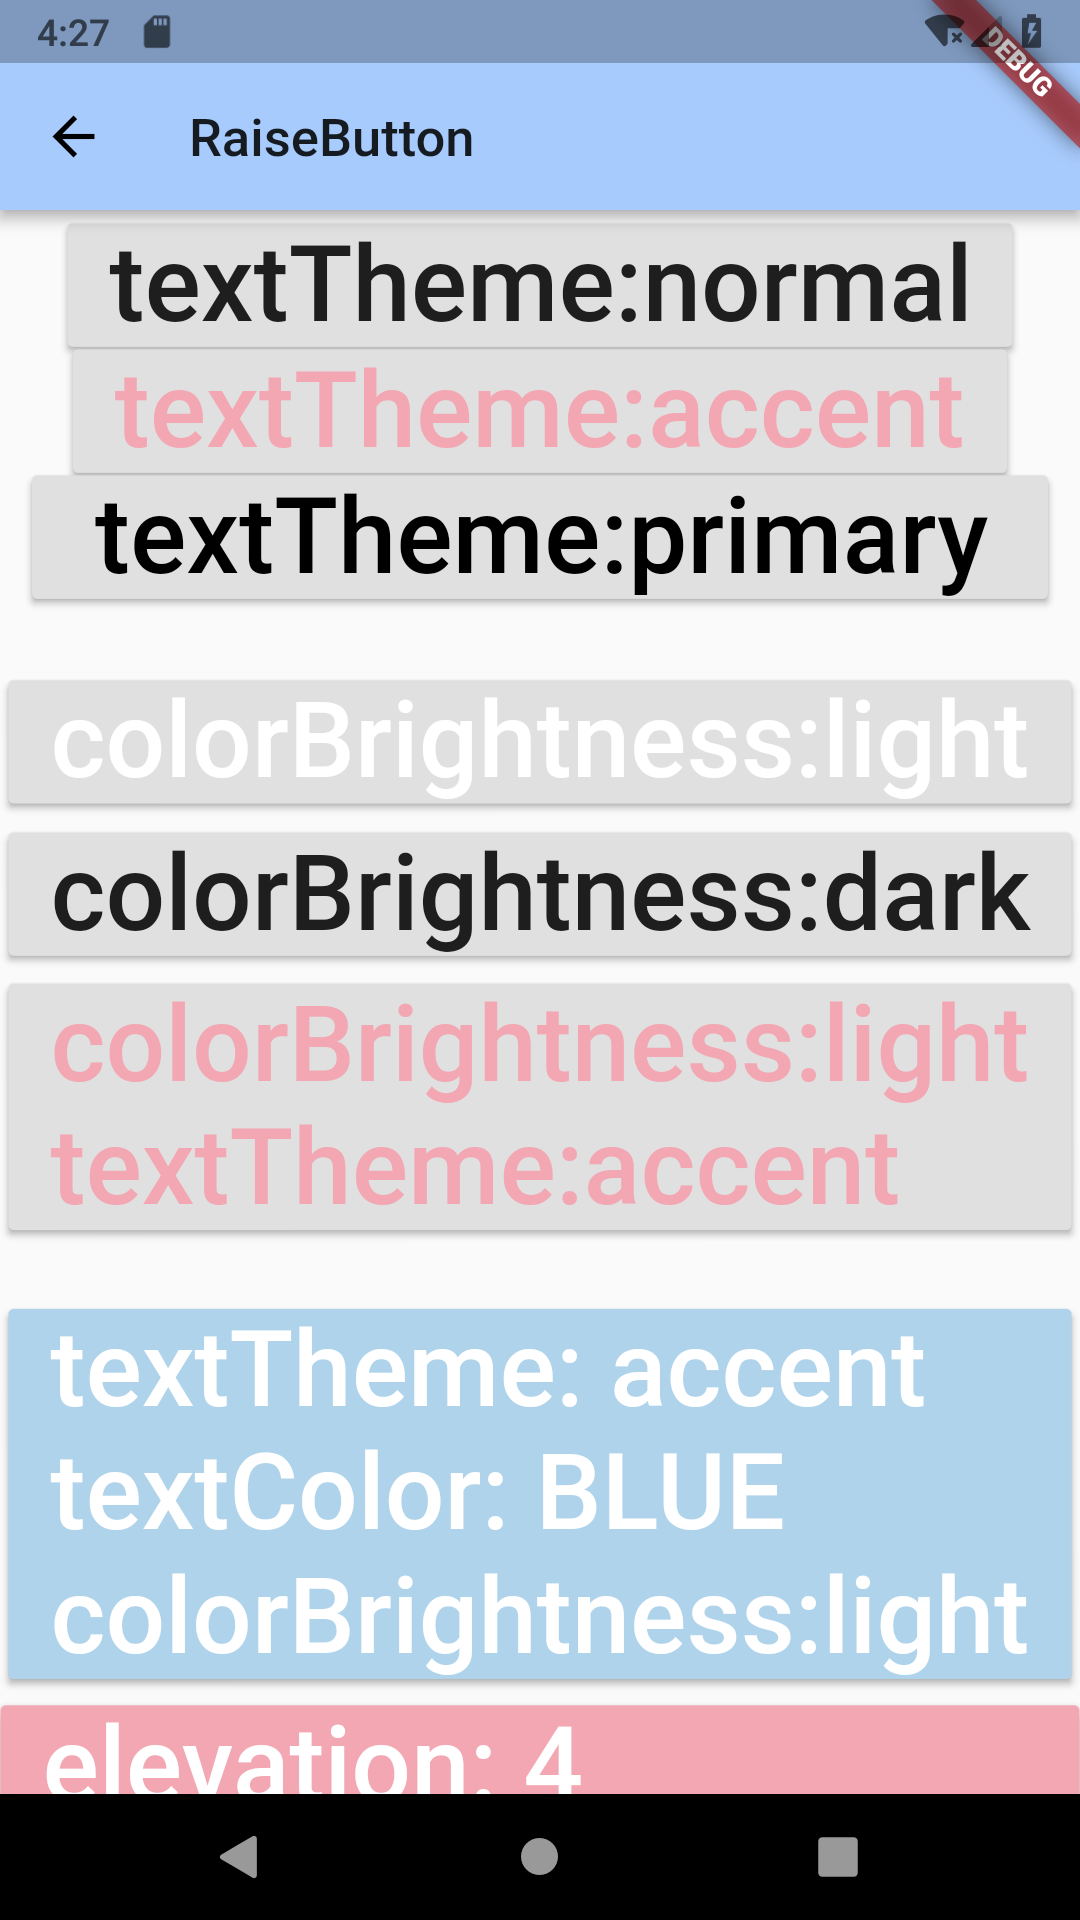 4:27
DEBUG
RaiseButton
textTheme:normal
textTheme:accent
textTheme:primary
colorBrightness:light
colorBrightness:dark
colorBrightness:light
textTheme:accent
textTheme: accent
textColor: BLUE
colorBrightness:light
elevation: 4